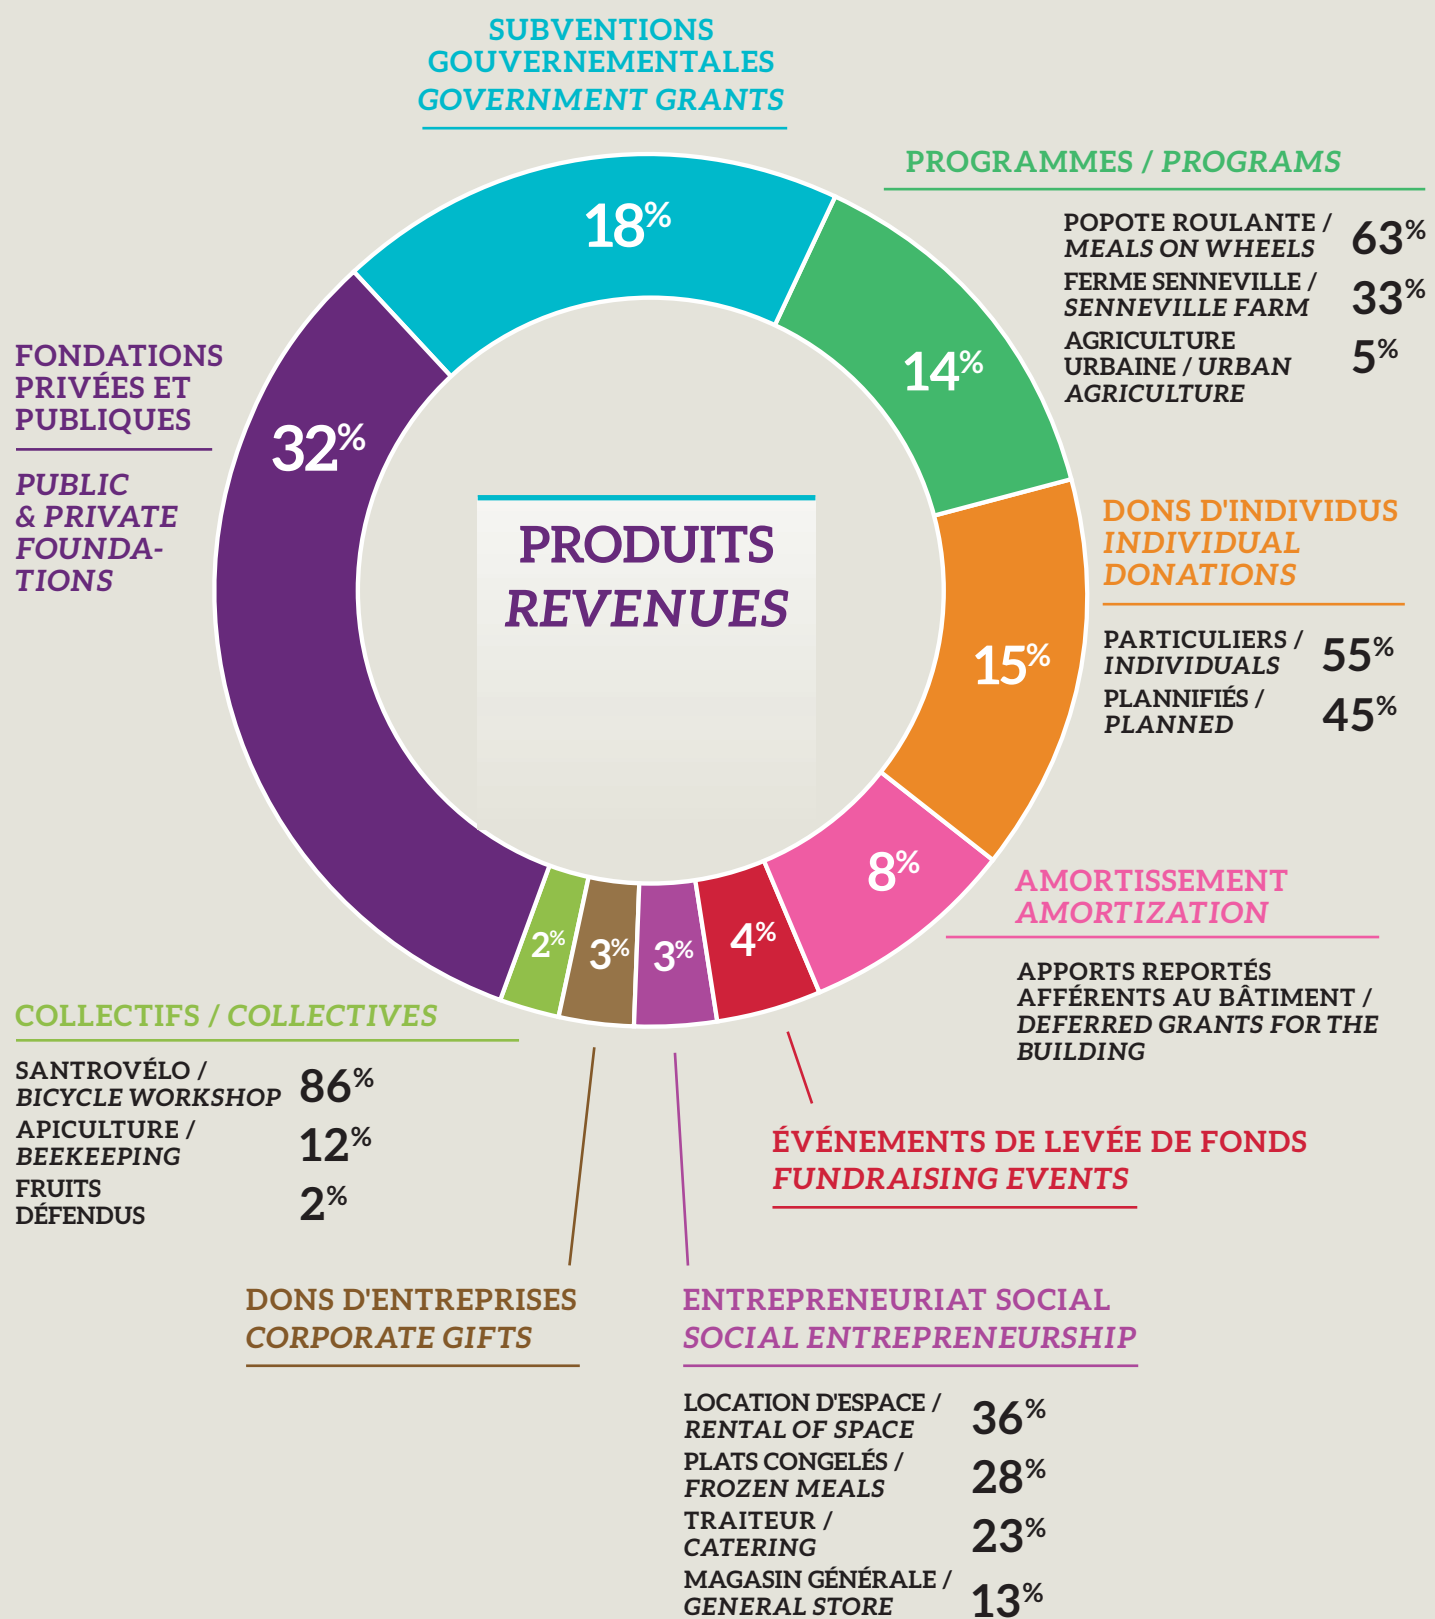 SUBVENTIONS
GOUVERNEMENTALES
GOVERNMENT GRANTS
18%
PROGRAMMES / PROGRAMS
POPOTE ROULANTE /
MEALS ON WHEELS
63%
FERME SENNEVILLE /
SENNEVILLE FARM
33%
AGRICULTURE
URBAINE / URBAN
AGRICULTURE
5%
14%
FONDATIONS
PRIVÉES ET
PUBLIQUES
PUBLIC
& PRIVATE
FOUNDA-
TIONS
32%
PRODUITS
REVENUES
DONS D'INDIVIDUS
INDIVIDUAL
DONATIONS
PARTICULIERS /
INDIVIDUALS
55%
PLANNIFIÉS /
PLANNED
45%
15%
8%
AMORTISSEMENT
AMORTIZATION
APPORTS REPORTÉS
AFFÉRENTS AU BÂTIMENT /
DEFERRED GRANTS FOR THE
BUILDING
2%
3%
3%
4%
COLLECTIFS / COLLECTIVES
SANTROVÉLO /
BICYCLE WORKSHOP
86%
APICULTURE /
BEEKEEPING
12%
FRUITS
DÉFENDUS
2%
ÉVÉNEMENTS DE LEVÉE DE FONDS
FUNDRAISING EVENTS
DONS D'ENTREPRISES
CORPORATE GIFTS
ENTREPRENEURIAT SOCIAL
SOCIAL ENTREPRENEURSHIP
LOCATION D'ESPACE /
RENTAL OF SPACE
36%
PLATS CONGELÉS /
FROZEN MEALS
28%
TRAITEUR /
CATERING
23%
MAGASIN GÉNÉRALE /
GENERAL STORE
13%